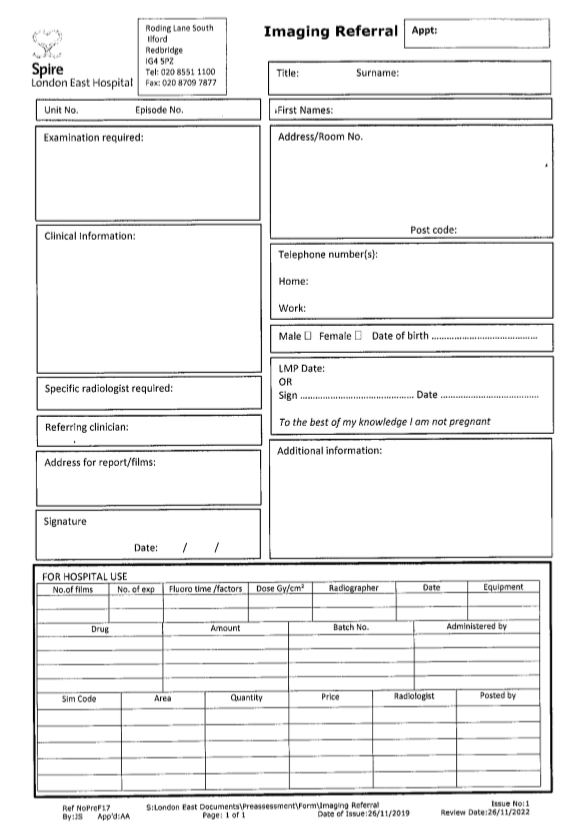 Spire
London East Hospital
Roding Lane South
Ilford
Redbridge
IG4 5PZ
Tel: 020 8551 1100
Fax: 020 8709 7877
Imaging Referral
Appt:
Title: Surname:
Unit No. Episode No.
First Names:
Examination required:
Address/Room No.
Post code:
Clinical Information:
Telephone number(s):
Home:
Work:
Male ☐ Female ☐ Date of birth ........................................
LMP Date:
OR
Sign ........................................ Date ...................................
To the best of my knowledge I am not pregnant
Specific radiologist required:
Referring clinician:
Address for report/films:
Additional information:
Signature
Date: / /
FOR HOSPITAL USE
No.of films No. of exp Fluoro time /factors Dose Gy/cm² Radiographer Date Equipment
Drug Amount Batch No. Administered by
Sim Code Area Quantity Price Radiologist Posted by
Ref NoPreF17 S:London East Documents\Preassessment\Form\Imaging Referral Issue No:1
By:JS App'd:AA Page: 1 of 1 Date of Issue:26/11/2019 Review Date:26/11/2022